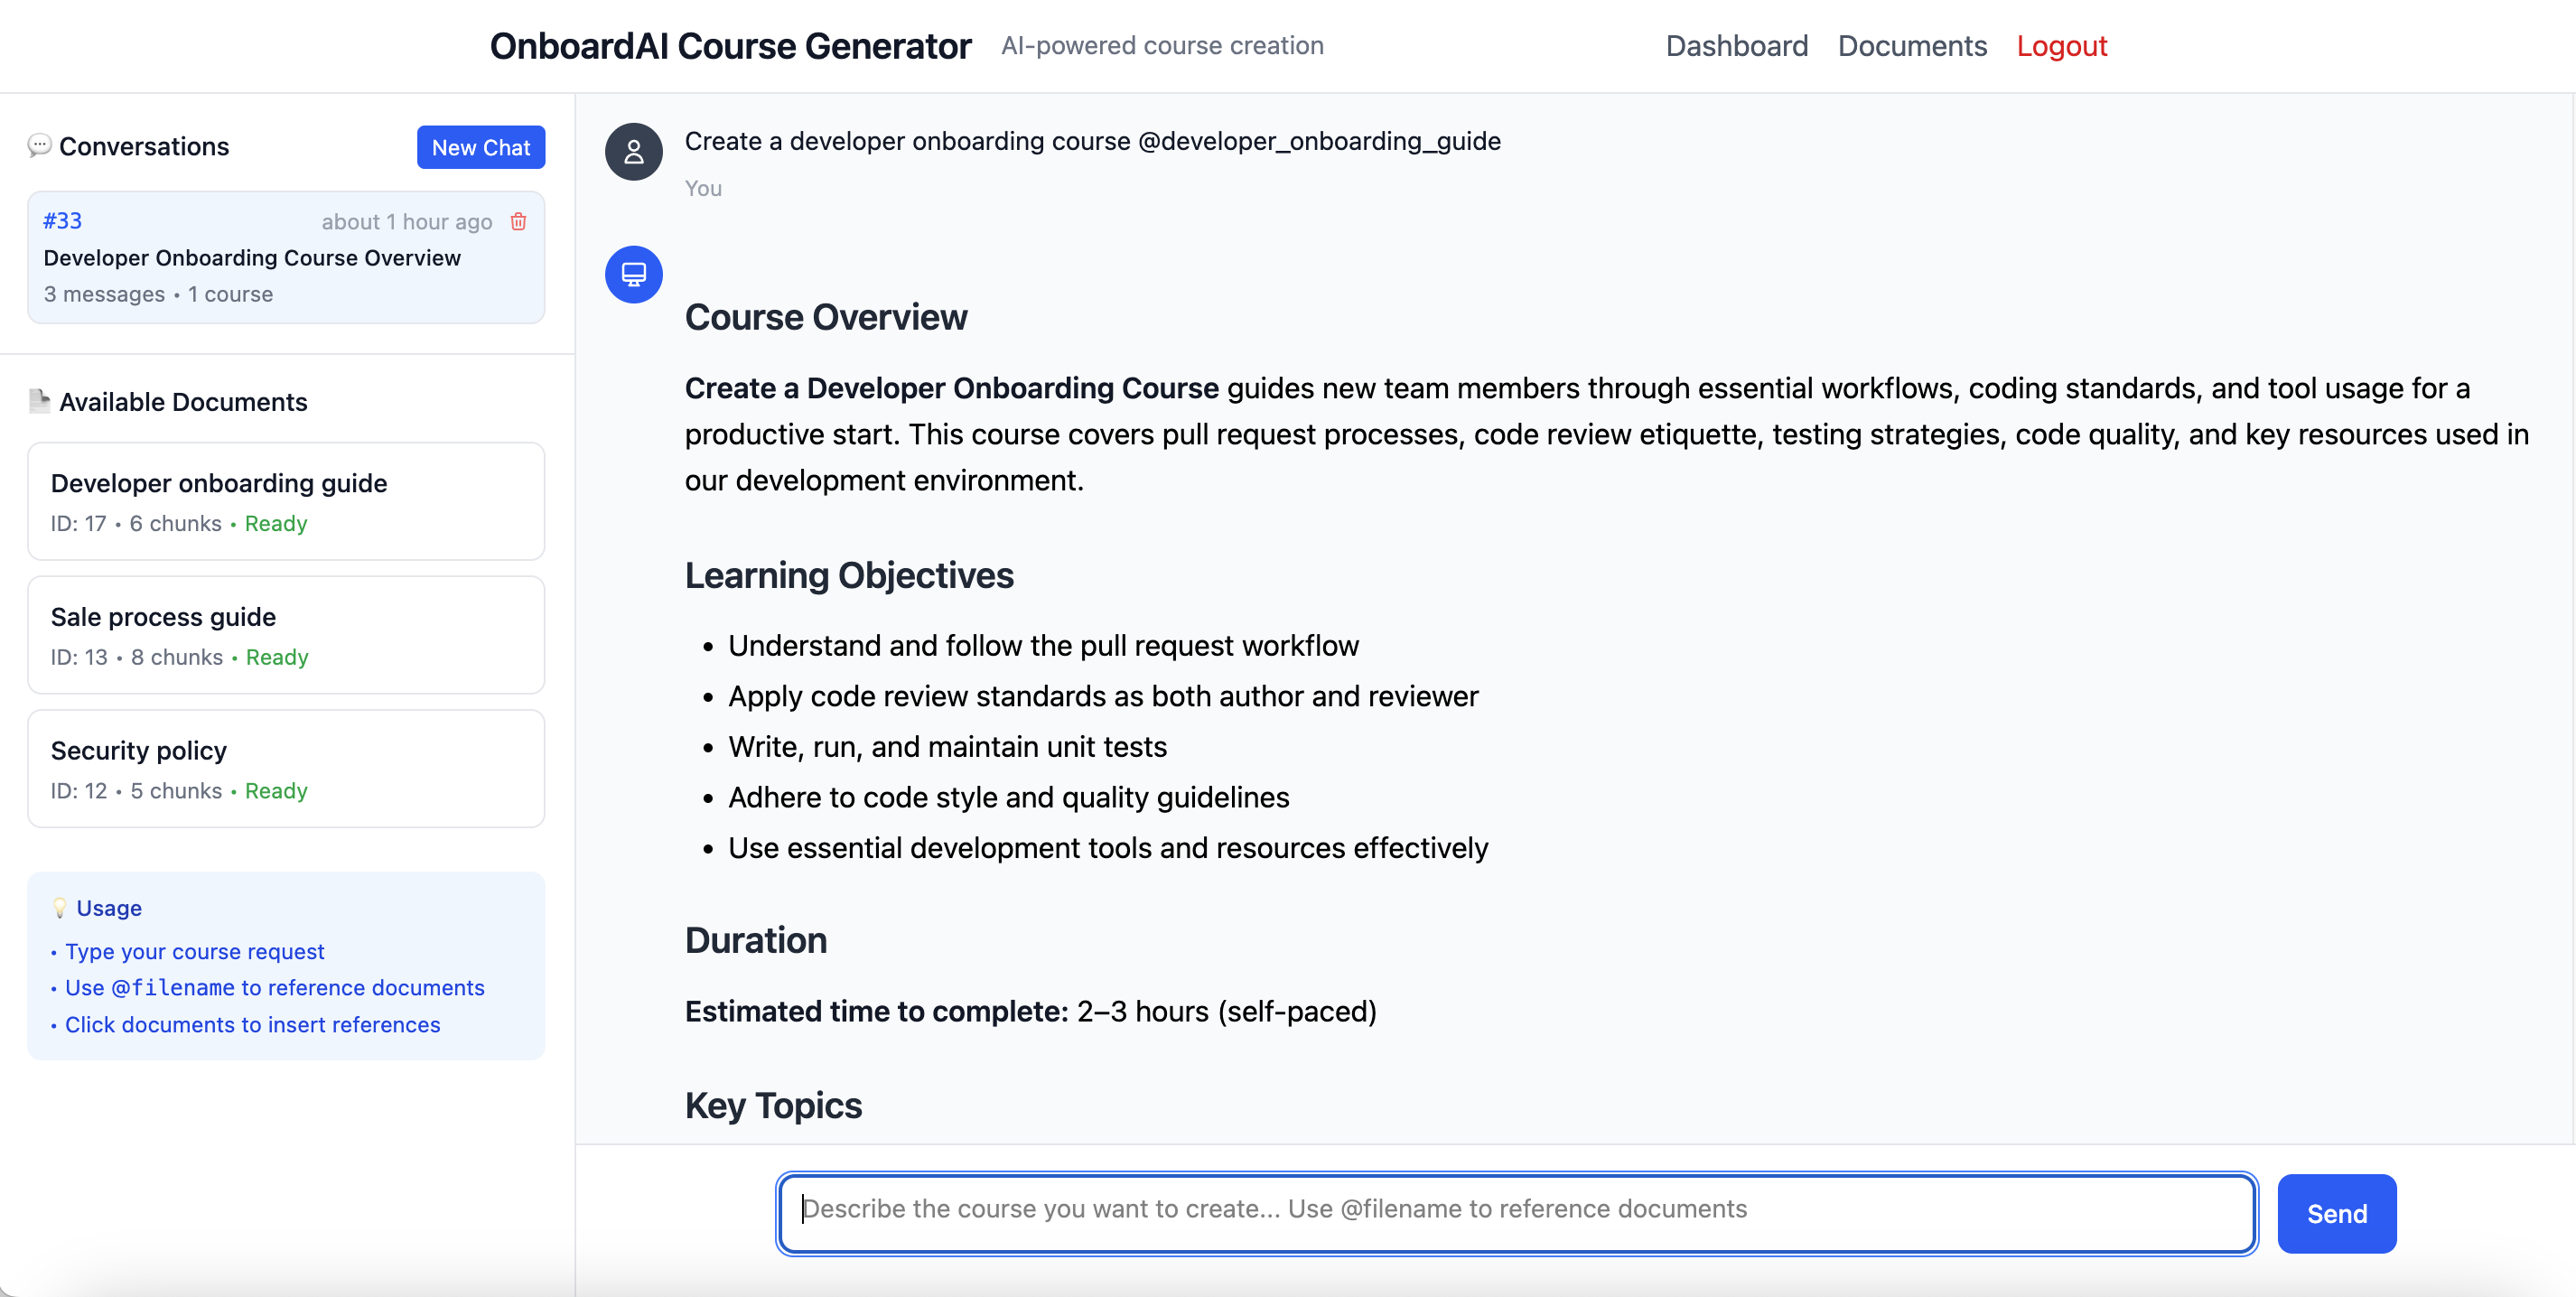 OnboardAI Course Generator
AI-powered course creation
Dashboard
Documents
Logout
Conversations
New Chat
#33
about 1 hour ago
Developer Onboarding Course Overview
3 messages • 1 course
Available Documents
Developer onboarding guide
ID: 17 • 6 chunks • Ready
Sale process guide
ID: 13 • 8 chunks • Ready
Security policy
ID: 12 • 5 chunks • Ready
Usage
• Type your course request
• Use @filename to reference documents
• Click documents to insert references
Create a developer onboarding course @developer_onboarding_guide
You
Course Overview
Create a Developer Onboarding Course guides new team members through essential workflows, coding standards, and tool usage for a
productive start. This course covers pull request processes, code review etiquette, testing strategies, code quality, and key resources used in
our development environment.
Learning Objectives
• Understand and follow the pull request workflow
• Apply code review standards as both author and reviewer
• Write, run, and maintain unit tests
• Adhere to code style and quality guidelines
• Use essential development tools and resources effectively
Duration
Estimated time to complete: 2–3 hours (self-paced)
Key Topics
Describe the course you want to create... Use @filename to reference documents
Send